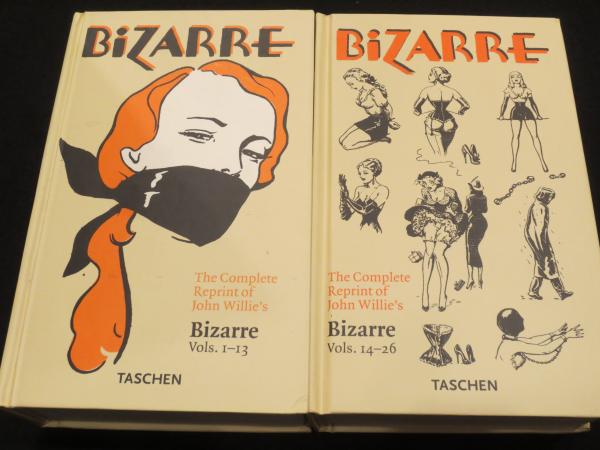 BiZARRE
The Complete
Reprint of
John Willie's
Bizarre
Vols. 1–13
TASCHEN
BiZARRE
The Complete
Reprint of
John Willie's
Bizarre
Vols. 14–26
TASCHEN